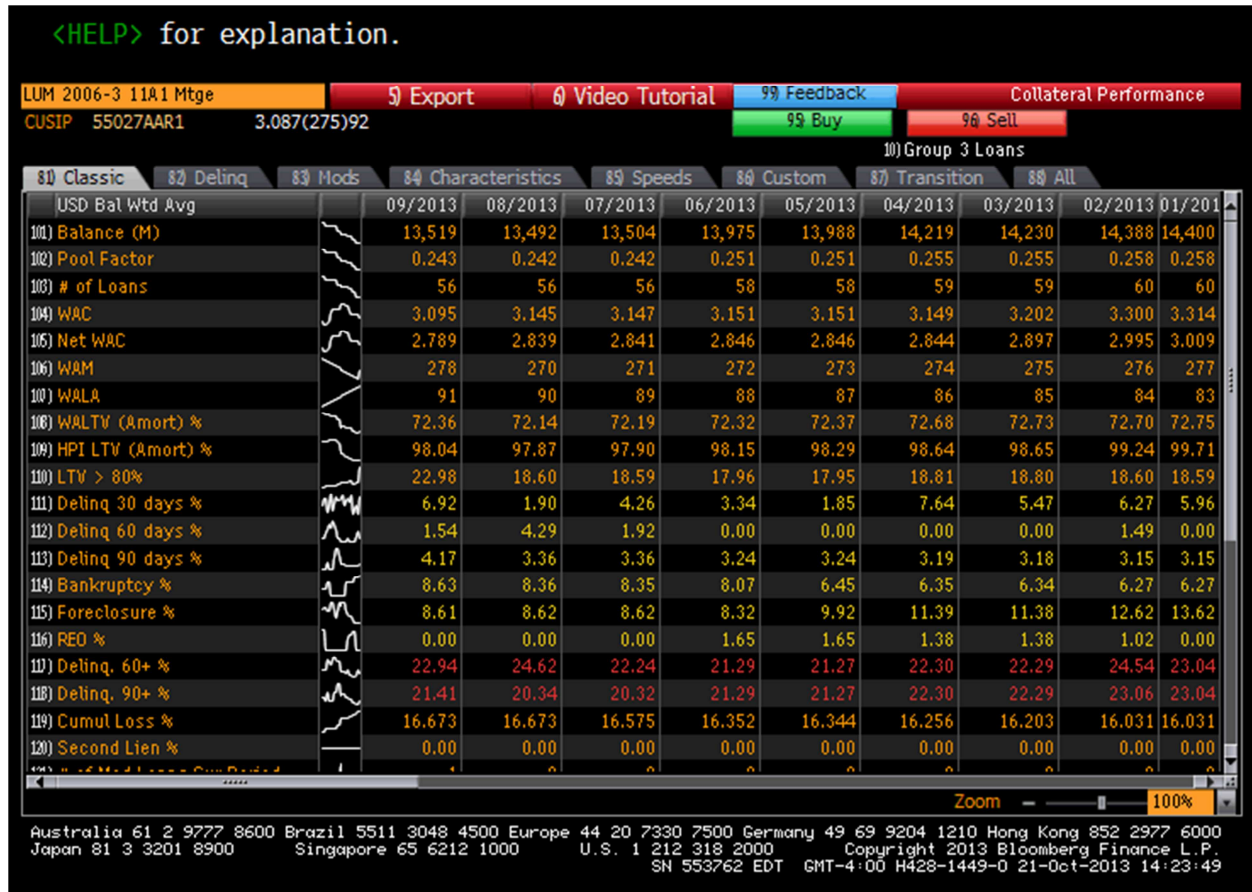 <HELP> for explanation.
LUM 2006-3 11A1 Mtge 5) Export 6) Video Tutorial 99) Feedback Collateral Performance
CUSIP 55027AAR1 3.087(275)92 95) Buy 96) Sell
10) Group 3 Loans
81) Classic 82) Delinq 83) Mods 84) Characteristics 85) Speeds 86) Custom 87) Transition 88) All
USD Bal Wtd Avg 09/2013 08/2013 07/2013 06/2013 05/2013 04/2013 03/2013 02/2013 01/201
101) Balance (M) 13,519 13,492 13,504 13,975 13,988 14,219 14,230 14,388 14,400
102) Pool Factor 0.243 0.242 0.242 0.251 0.251 0.255 0.255 0.258 0.258
103) # of Loans 56 56 56 58 58 59 59 60 60
104) WAC 3.095 3.145 3.147 3.151 3.151 3.149 3.202 3.300 3.314
105) Net WAC 2.789 2.839 2.841 2.846 2.846 2.844 2.897 2.995 3.009
106) WAM 278 270 271 272 273 274 275 276 277
107) WALA 91 90 89 88 87 86 85 84 83
108) WALTV (Amort) % 72.36 72.14 72.19 72.32 72.37 72.68 72.73 72.70 72.75
109) HPI LTV (Amort) % 98.04 97.87 97.90 98.15 98.29 98.64 98.65 99.24 99.71
110) LTV > 80% 22.98 18.60 18.59 17.96 17.95 18.81 18.80 18.60 18.59
111) Delinq 30 days % 6.92 1.90 4.26 3.34 1.85 7.64 5.47 6.27 5.96
112) Delinq 60 days % 1.54 4.29 1.92 0.00 0.00 0.00 0.00 1.49 0.00
113) Delinq 90 days % 4.17 3.36 3.36 3.24 3.24 3.19 3.18 3.15 3.15
114) Bankruptcy % 8.63 8.36 8.35 8.07 6.45 6.35 6.34 6.27 6.27
115) Foreclosure % 8.61 8.62 8.62 8.32 9.92 11.39 11.38 12.62 13.62
116) REO % 0.00 0.00 0.00 1.65 1.65 1.38 1.38 1.02 0.00
117) Delinq. 60+ % 22.94 24.62 22.24 21.29 21.27 22.30 22.29 24.54 23.04
118) Delinq. 90+ % 21.41 20.34 20.32 21.29 21.27 22.30 22.29 23.06 23.04
119) Cumul Loss % 16.673 16.673 16.575 16.352 16.344 16.256 16.203 16.031 16.031
120) Second Lien % 0.00 0.00 0.00 0.00 0.00 0.00 0.00 0.00 0.00
Zoom 100%
Australia 61 2 9777 8600 Brazil 5511 3048 4500 Europe 44 20 7330 7500 Germany 49 69 9204 1210 Hong Kong 852 2977 6000
Japan 81 3 3201 8900 Singapore 65 6212 1000 U.S. 1 212 318 2000 Copyright 2013 Bloomberg Finance L.P.
SN 553762 EDT GMT-4:00 H428-1449-0 21-Oct-2013 14:23:49